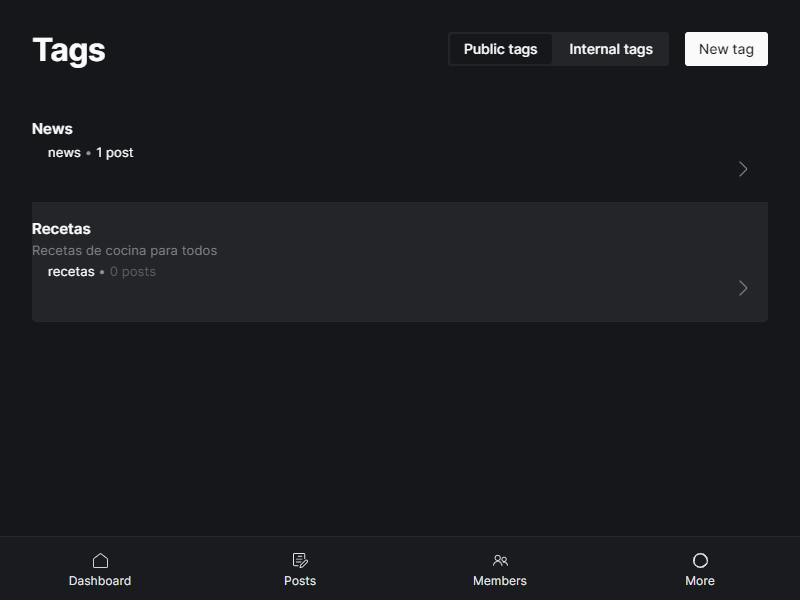 Tags
Public tags
Internal tags
New tag
News
news • 1 post
Recetas
Recetas de cocina para todos
recetas • 0 posts
Dashboard
Posts
Members
More